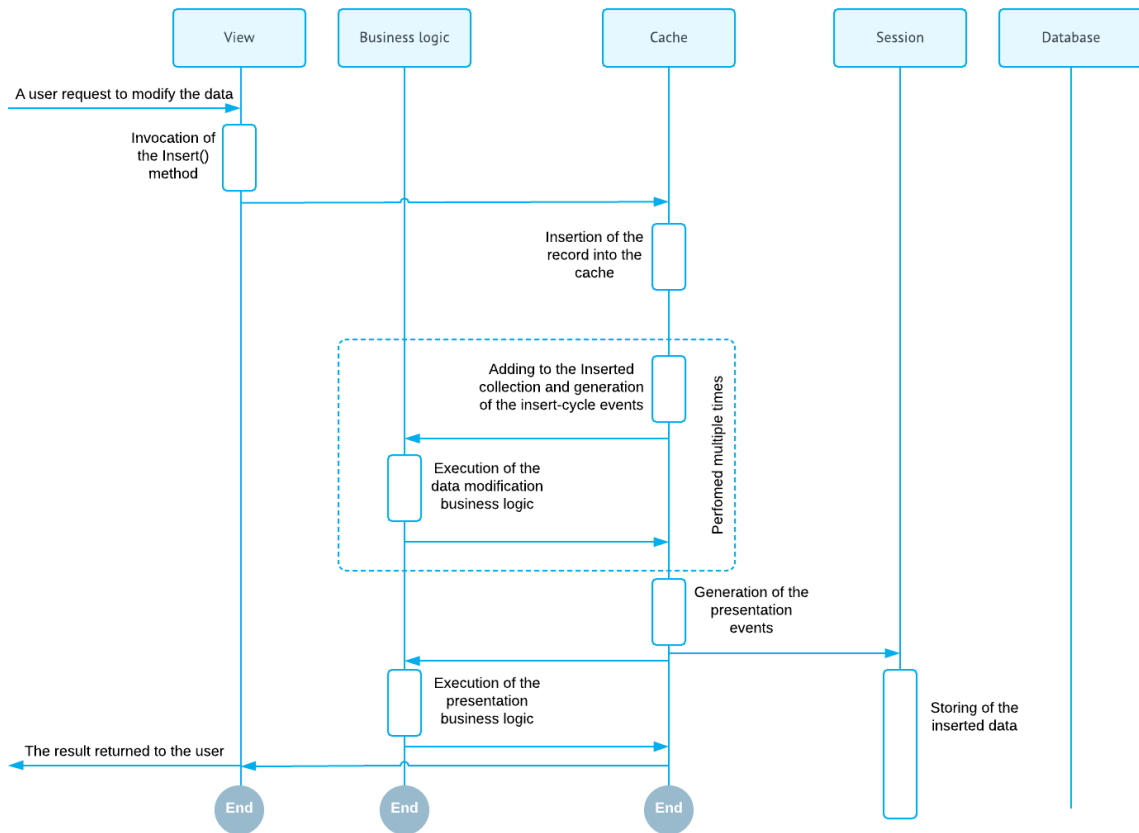 View
Business logic
Cache
Session
Database
A user request to modify the data
Invocation of
the Insert()
method
Insertion of the
record into the
cache
Adding to the Inserted
collection and generation
of the insert-cycle events
Perfomed multiple times
Execution of the
data modification
business logic
Generation of the
presentation
events
Execution of the
presentation
business logic
Storing of the
inserted data
The result returned to the user
End
End
End